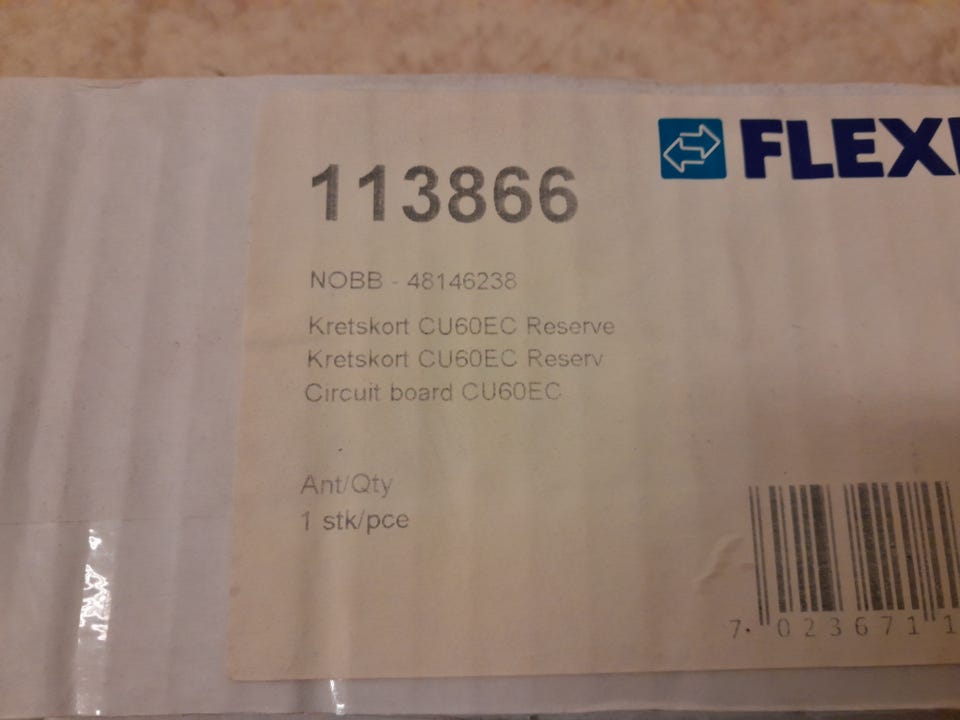 FLEXI
113866
NOBB - 48146238
Kretskort CU60EC Reserve
Kretskort CU60EC Reserv
Circuit board CU60EC
Ant/Qty
1 stk/pce
7 023671 1